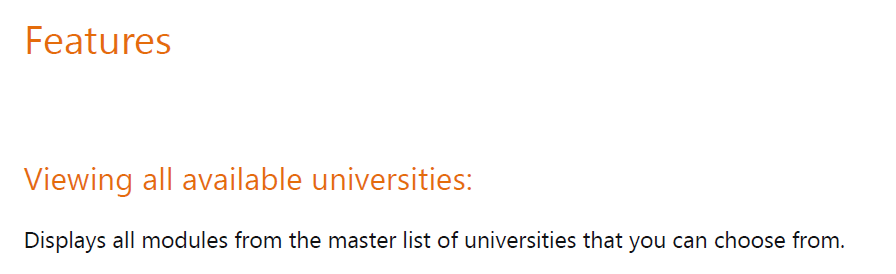 Features
Viewing all available universities:
Displays all modules from the master list of universities that you can choose from.